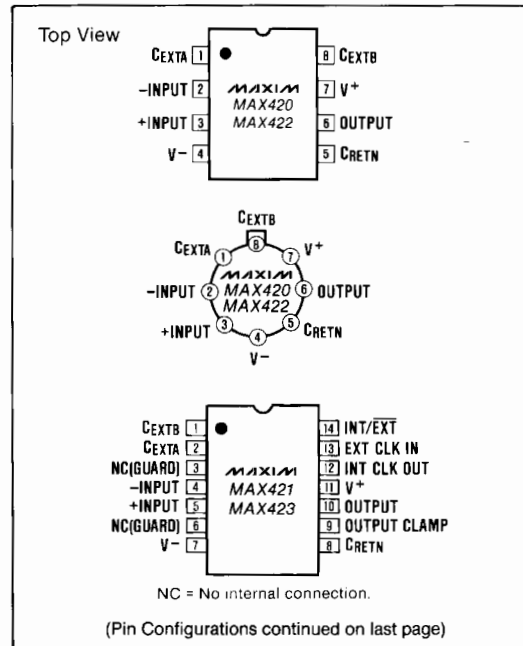 Top View
CEXTA 1 8 CEXTB
-INPUT 2 MAXIM 7 V+
MAX420
+INPUT 3 MAX422 6 OUTPUT
V- 4 5 CRETN
CEXTB
8
CEXTA 1 7 V+
MAXIM
-INPUT 2 MAX420 6 OUTPUT
MAX422
+INPUT 3 5 CRETN
4
V-
CEXTB 1 14 INT/EXT
CEXTA 2 13 EXT CLK IN
NC(GUARD) 3 MAXIM 12 INT CLK OUT
-INPUT 4 MAX421 11 V+
+INPUT 5 MAX423 10 OUTPUT
NC(GUARD) 6 9 OUTPUT CLAMP
V- 7 8 CRETN
NC = No internal connection.
(Pin Configurations continued on last page)